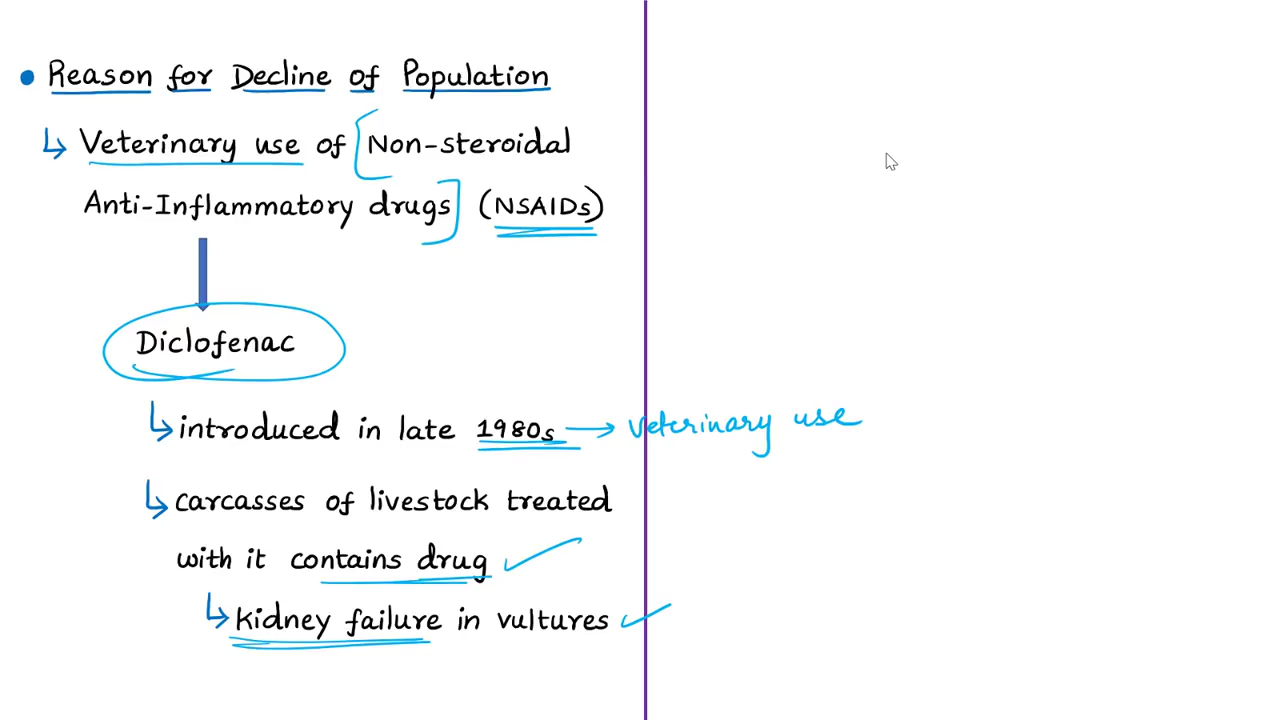 • Reason for Decline of Population
↳ Veterinary use of [Non-steroidal
Anti-Inflammatory drugs] (NSAIDs)
Diclofenac
↳ introduced in late 1980s → veterinary use
↳ carcasses of livestock treated
with it contains drug ✓
↳ kidney failure in vultures ✓